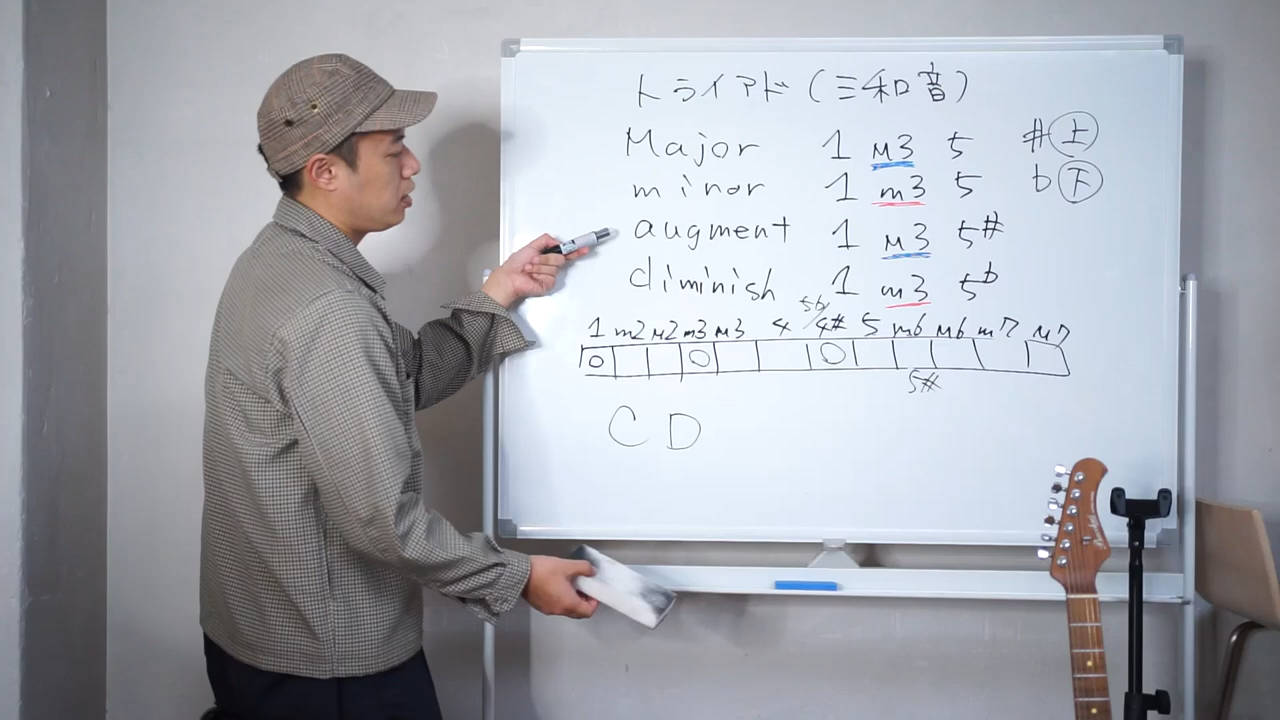 トライアド(三和音)
Major 1 M3 5 #上
minor 1 m3 5 b下
augment 1 M3 5#
diminish 1 m3 5b
5b/
1 m2 M2 m3 M3 4 4# 5 m6 M6 m7 M7
O O O
5#
C D